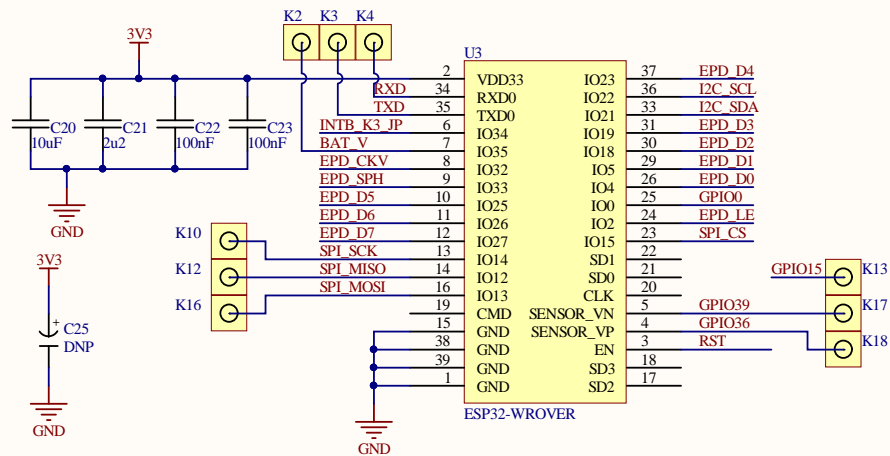 K2 K3 K4
3V3
U3
2 VDD33 IO23 37 EPD_D4
RXD 34 RXD0 IO22 36 I2C_SCL
TXD 35 TXD0 IO21 33 I2C_SDA
INTB_K3_JP 6 IO34 IO19 31 EPD_D3
BAT_V 7 IO35 IO18 30 EPD_D2
EPD_CKV 8 IO32 IO5 29 EPD_D1
EPD_SPH 9 IO33 IO4 26 EPD_D0
EPD_D5 10 IO25 IO0 25 GPIO0
EPD_D6 11 IO26 IO2 24 EPD_LE
EPD_D7 12 IO27 IO15 23 SPI_CS
SPI_SCK 13 IO14 SD1 22
SPI_MISO 14 IO12 SD0 21
SPI_MOSI 16 IO13 CLK 20
19 CMD SENSOR_VN 5 GPIO39
15 GND SENSOR_VP 4 GPIO36
38 GND EN 3 RST
39 GND SD3 18
1 GND SD2 17
ESP32-WROVER
C20 C21 C22 C23
10uF 2u2 100nF 100nF
GND
K10
K12
K16
3V3
C25
DNP
GND
GND
GPIO15 K13
K17
K18